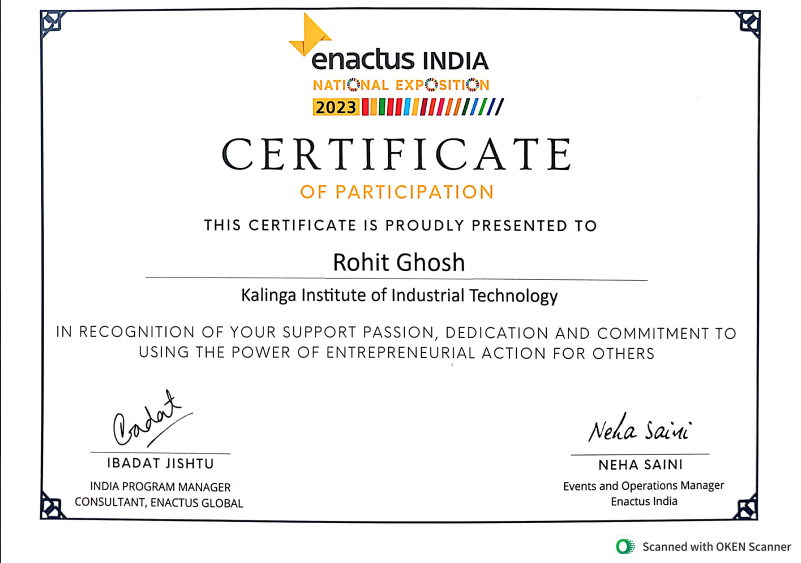 enactus INDIA
NATIONAL EXPOSITION
2023
CERTIFICATE
OF PARTICIPATION
THIS CERTIFICATE IS PROUDLY PRESENTED TO
Rohit Ghosh
Kalinga Institute of Industrial Technology
IN RECOGNITION OF YOUR SUPPORT PASSION, DEDICATION AND COMMITMENT TO
USING THE POWER OF ENTREPRENEURIAL ACTION FOR OTHERS
Ibadat
IBADAT JISHTU
INDIA PROGRAM MANAGER
CONSULTANT, ENACTUS GLOBAL
Neha Saini
NEHA SAINI
Events and Operations Manager
Enactus India
Scanned with OKEN Scanner